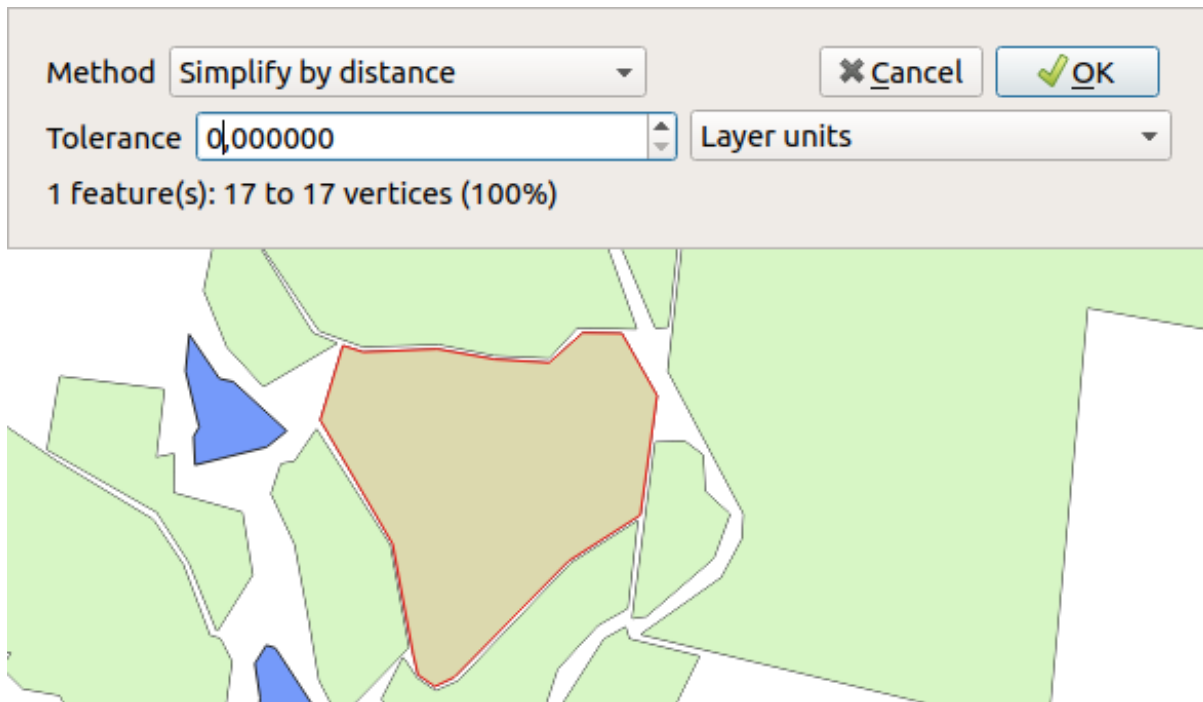 Method Simplify by distance Cancel OK
Tolerance 0,000000 Layer units
1 feature(s): 17 to 17 vertices (100%)